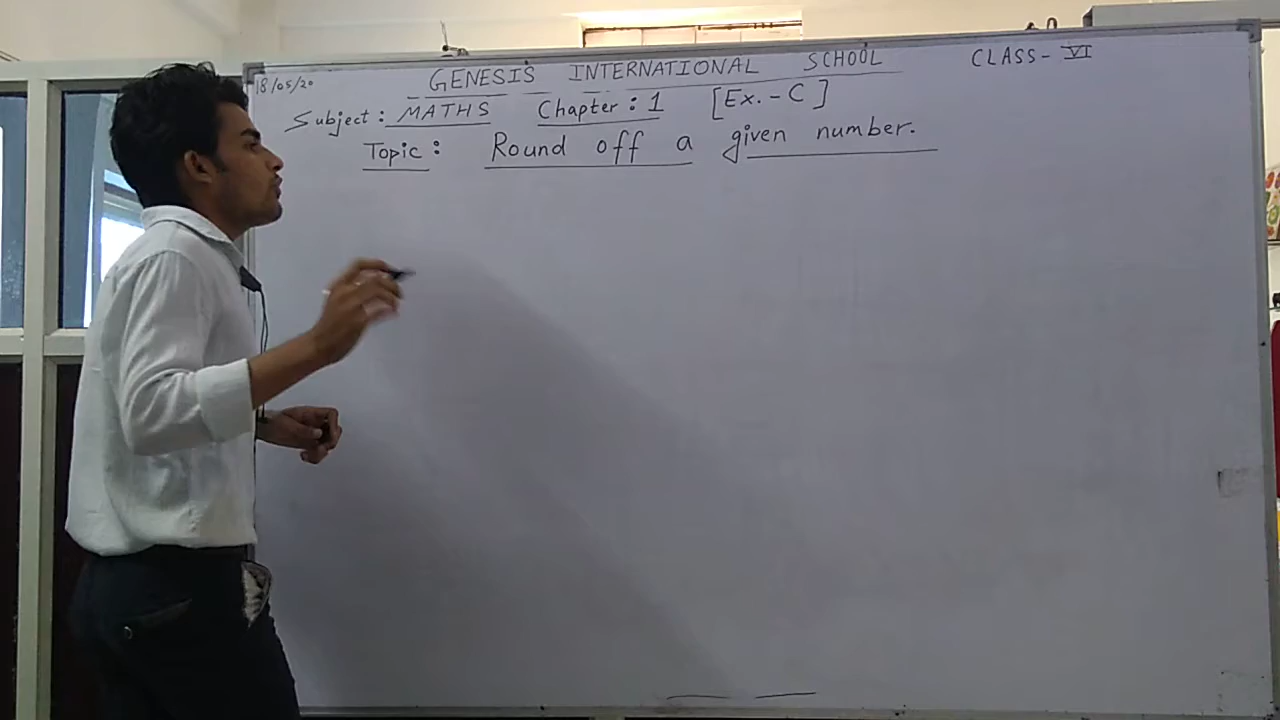 18/05/20 GENESIS INTERNATIONAL SCHOOL CLASS- VI
Subject: MATHS Chapter: 1 [Ex.-C]
Topic: Round off a given number.